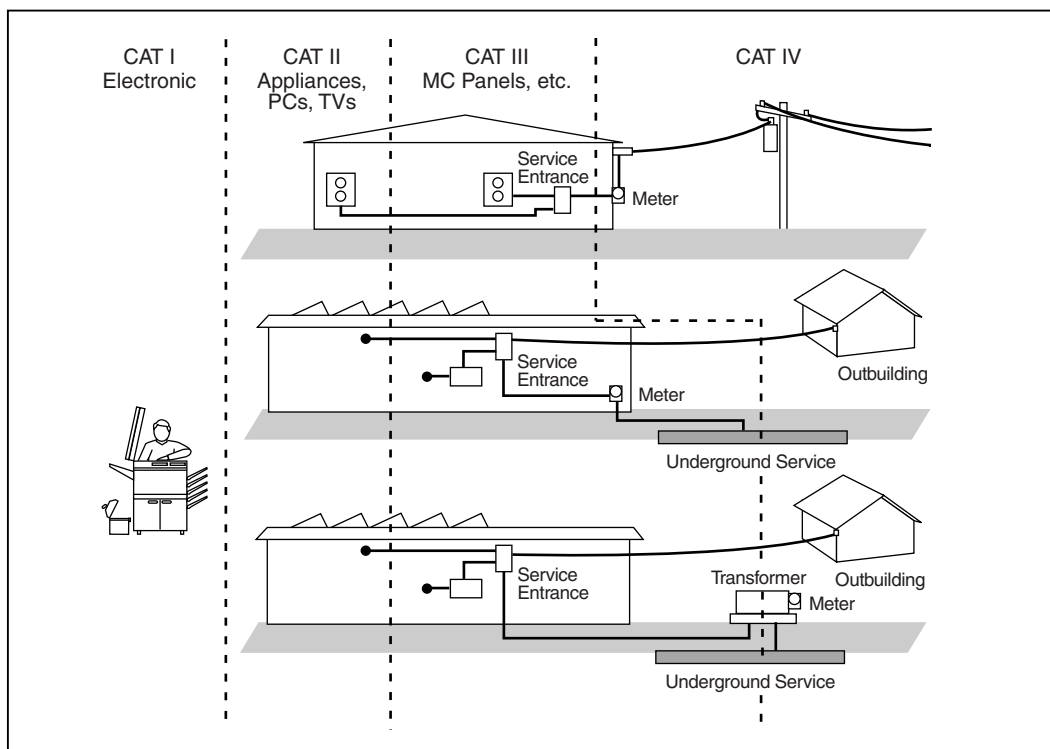 CAT I
Electronic
CAT II
Appliances,
PCs, TVs
CAT III
MC Panels, etc.
CAT IV
Service
Entrance
Meter
Service
Entrance
Meter
Outbuilding
Underground Service
Service
Entrance
Transformer
Meter
Outbuilding
Underground Service